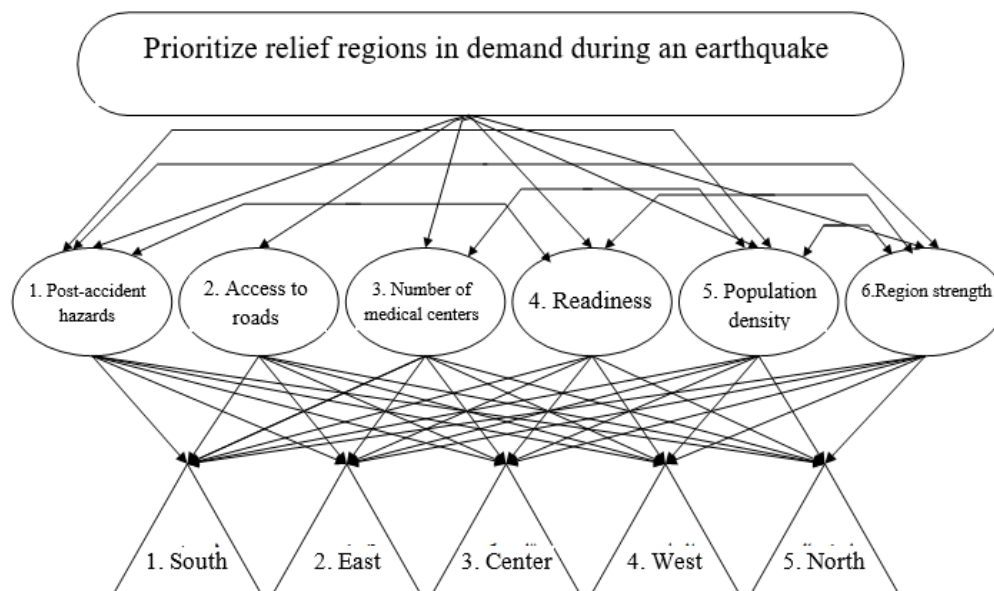 Prioritize relief regions in demand during an earthquake
1. Post-accident
hazards
2. Access to
roads
3. Number of
medical centers
4. Readiness
5. Population
density
6.Region strength
1. South
2. East
3. Center
4. West
5. North